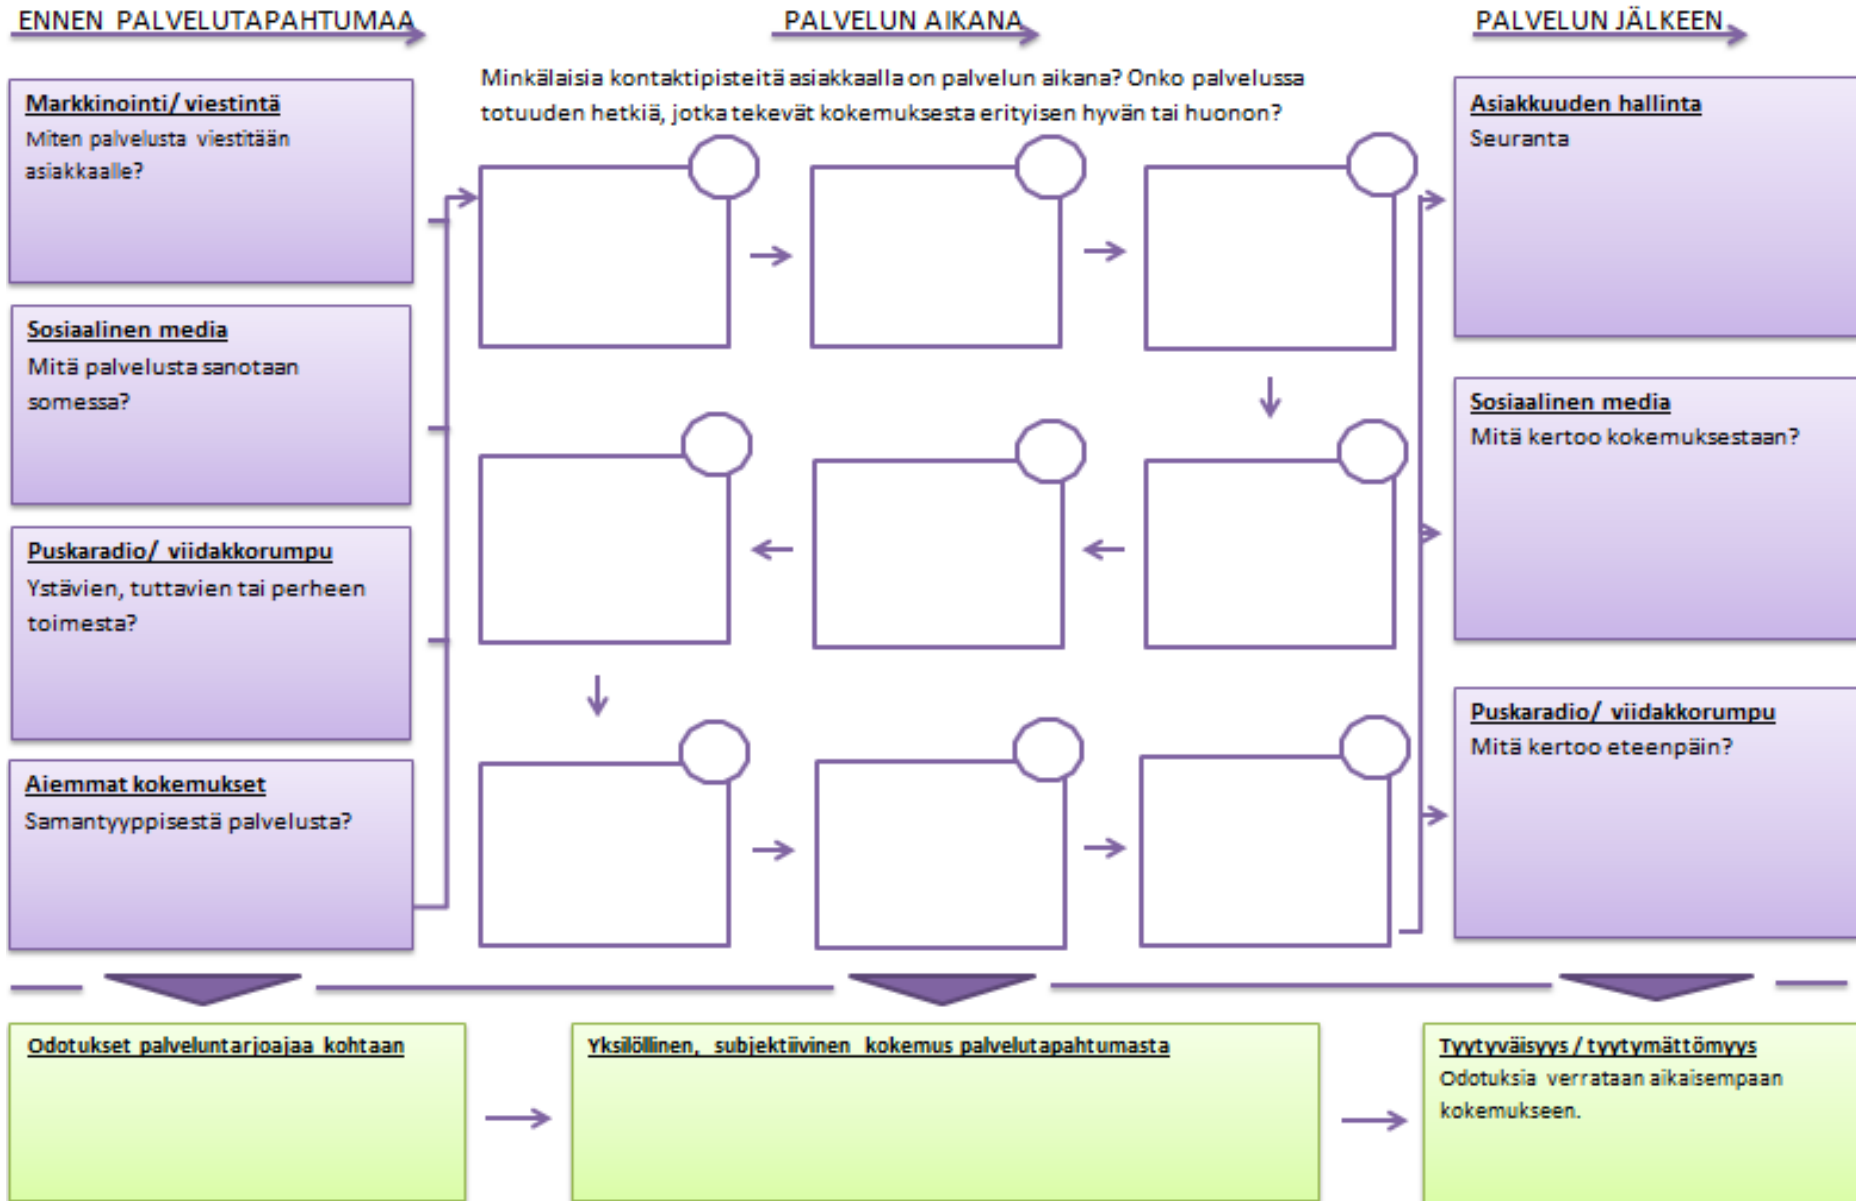 ENNEN PALVELUTAPAHTUMAA
PALVELUN AIKANA
PALVELUN JÄLKEEN
Markkinointi/ viestintä
Miten palvelusta viestitään
asiakkaalle?
Sosiaalinen media
Mitä palvelusta sanotaan
somessa?
Puskaradio/ viidakkorumpu
Ystävien, tuttavien tai perheen
toimesta?
Aiemmat kokemukset
Samantyyppisestä palvelusta?
Minkälaisia kontaktipisteitä asiakkaalla on palvelun aikana? Onko palvelussa
totuuden hetkiä, jotka tekevät kokemuksesta erityisen hyvän tai huonon?
Asiakkuuden hallinta
Seuranta
Sosiaalinen media
Mitä kertoo kokemuksestaan?
Puskaradio/ viidakkorumpu
Mitä kertoo eteenpäin?
Odotukset palveluntarjoajaa kohtaan
Yksilöllinen, subjektiivinen kokemus palvelutapahtumasta
Tyytyväisyys / tyytymättömyys
Odotuksia verrataan aikaisempaan
kokemukseen.